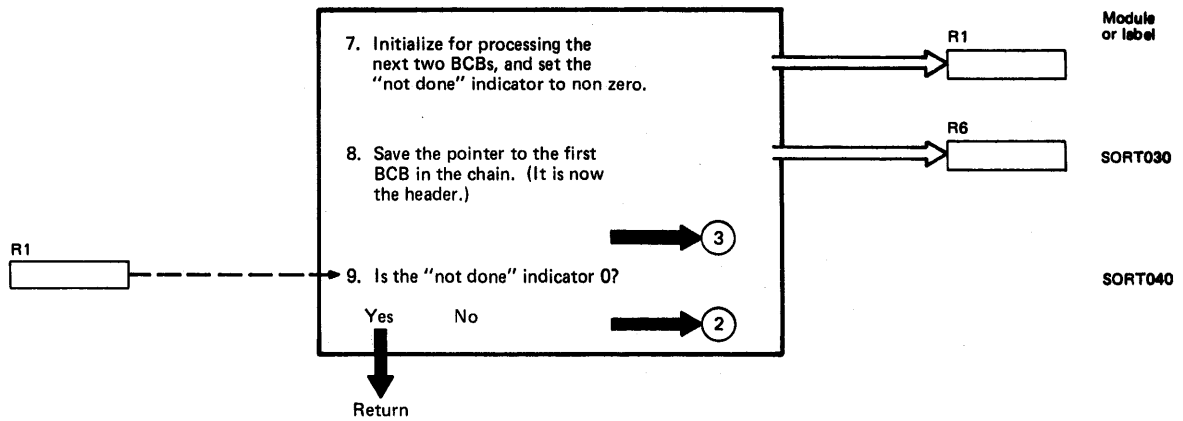 Module
or label
7. Initialize for processing the
next two BCBs, and set the
"not done" indicator to non zero.
R1
8. Save the pointer to the first
BCB in the chain. (It is now
the header.)
R6
SORT030
3
R1
9. Is the "not done" indicator 0?
SORT040
Yes No
2
Return